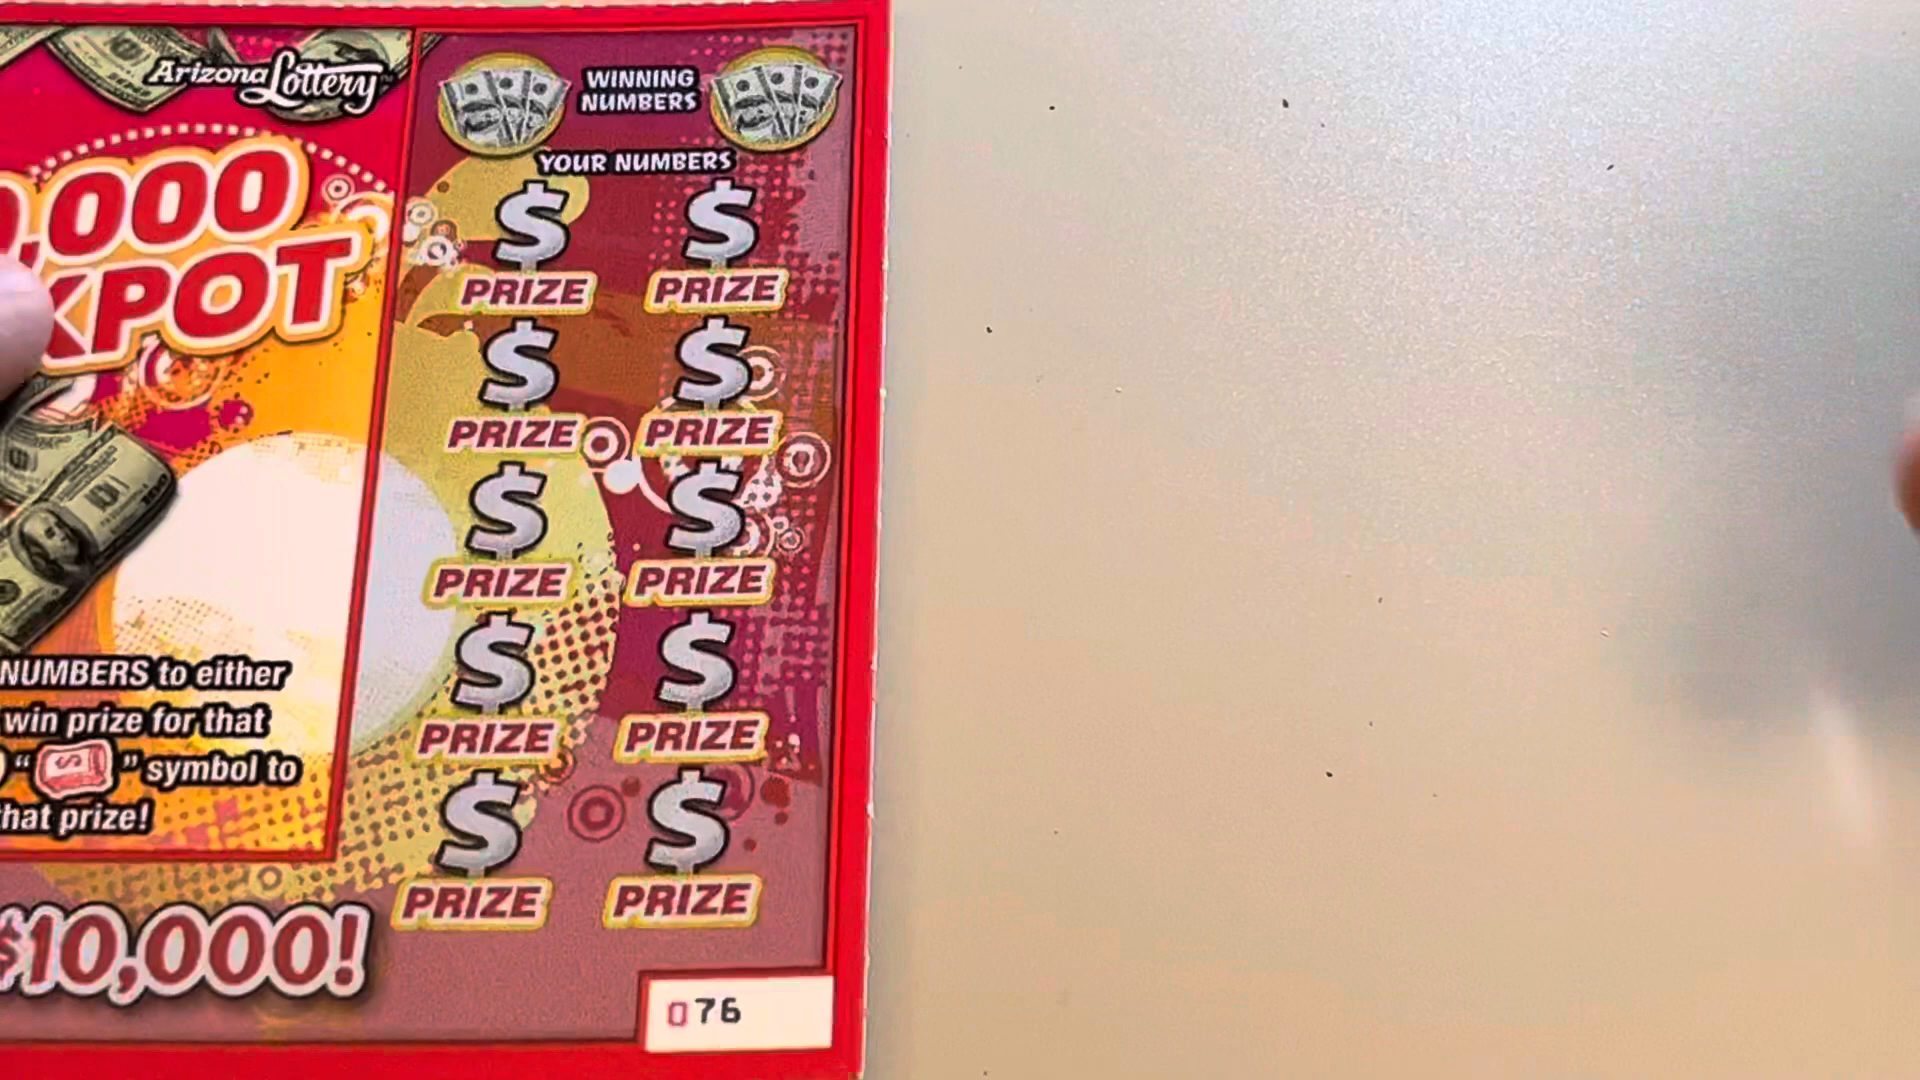 Arizona Lottery
,000
KPOT
NUMBERS to either
win prize for that
" " symbol to
that prize!
$10,000!
WINNING
NUMBERS
YOUR NUMBERS
$ $
PRIZE PRIZE
$ $
PRIZE PRIZE
$ $
PRIZE PRIZE
$ $
PRIZE PRIZE
$ $
PRIZE PRIZE
076